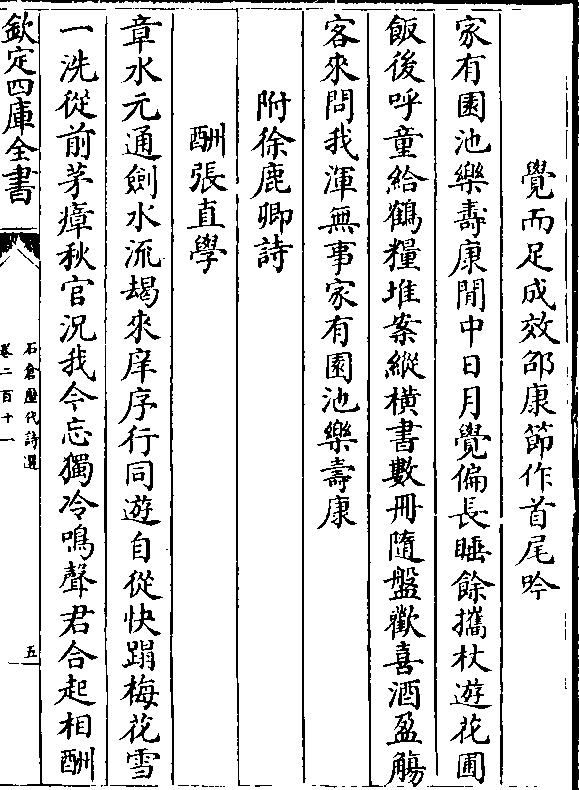 覺而足成效邵康節作首尾吟
家有園池樂壽康閒中日月覺偏長睡餘攜杖遊花圃
飯後呼童給鶴糧堆案縱橫書數冊隨盤歡喜酒盈觴
客來問我渾無事家有園池樂壽康
附徐鹿卿詩
酬張直學
章水元通劍水流朅來庠序行同遊自從快蹋梅花雪
一洗從前茅瘴秋官況我今忘獨冷鳴聲君合起相酬
欽定四庫全書
石倉歷代詩選
卷二百十一
五